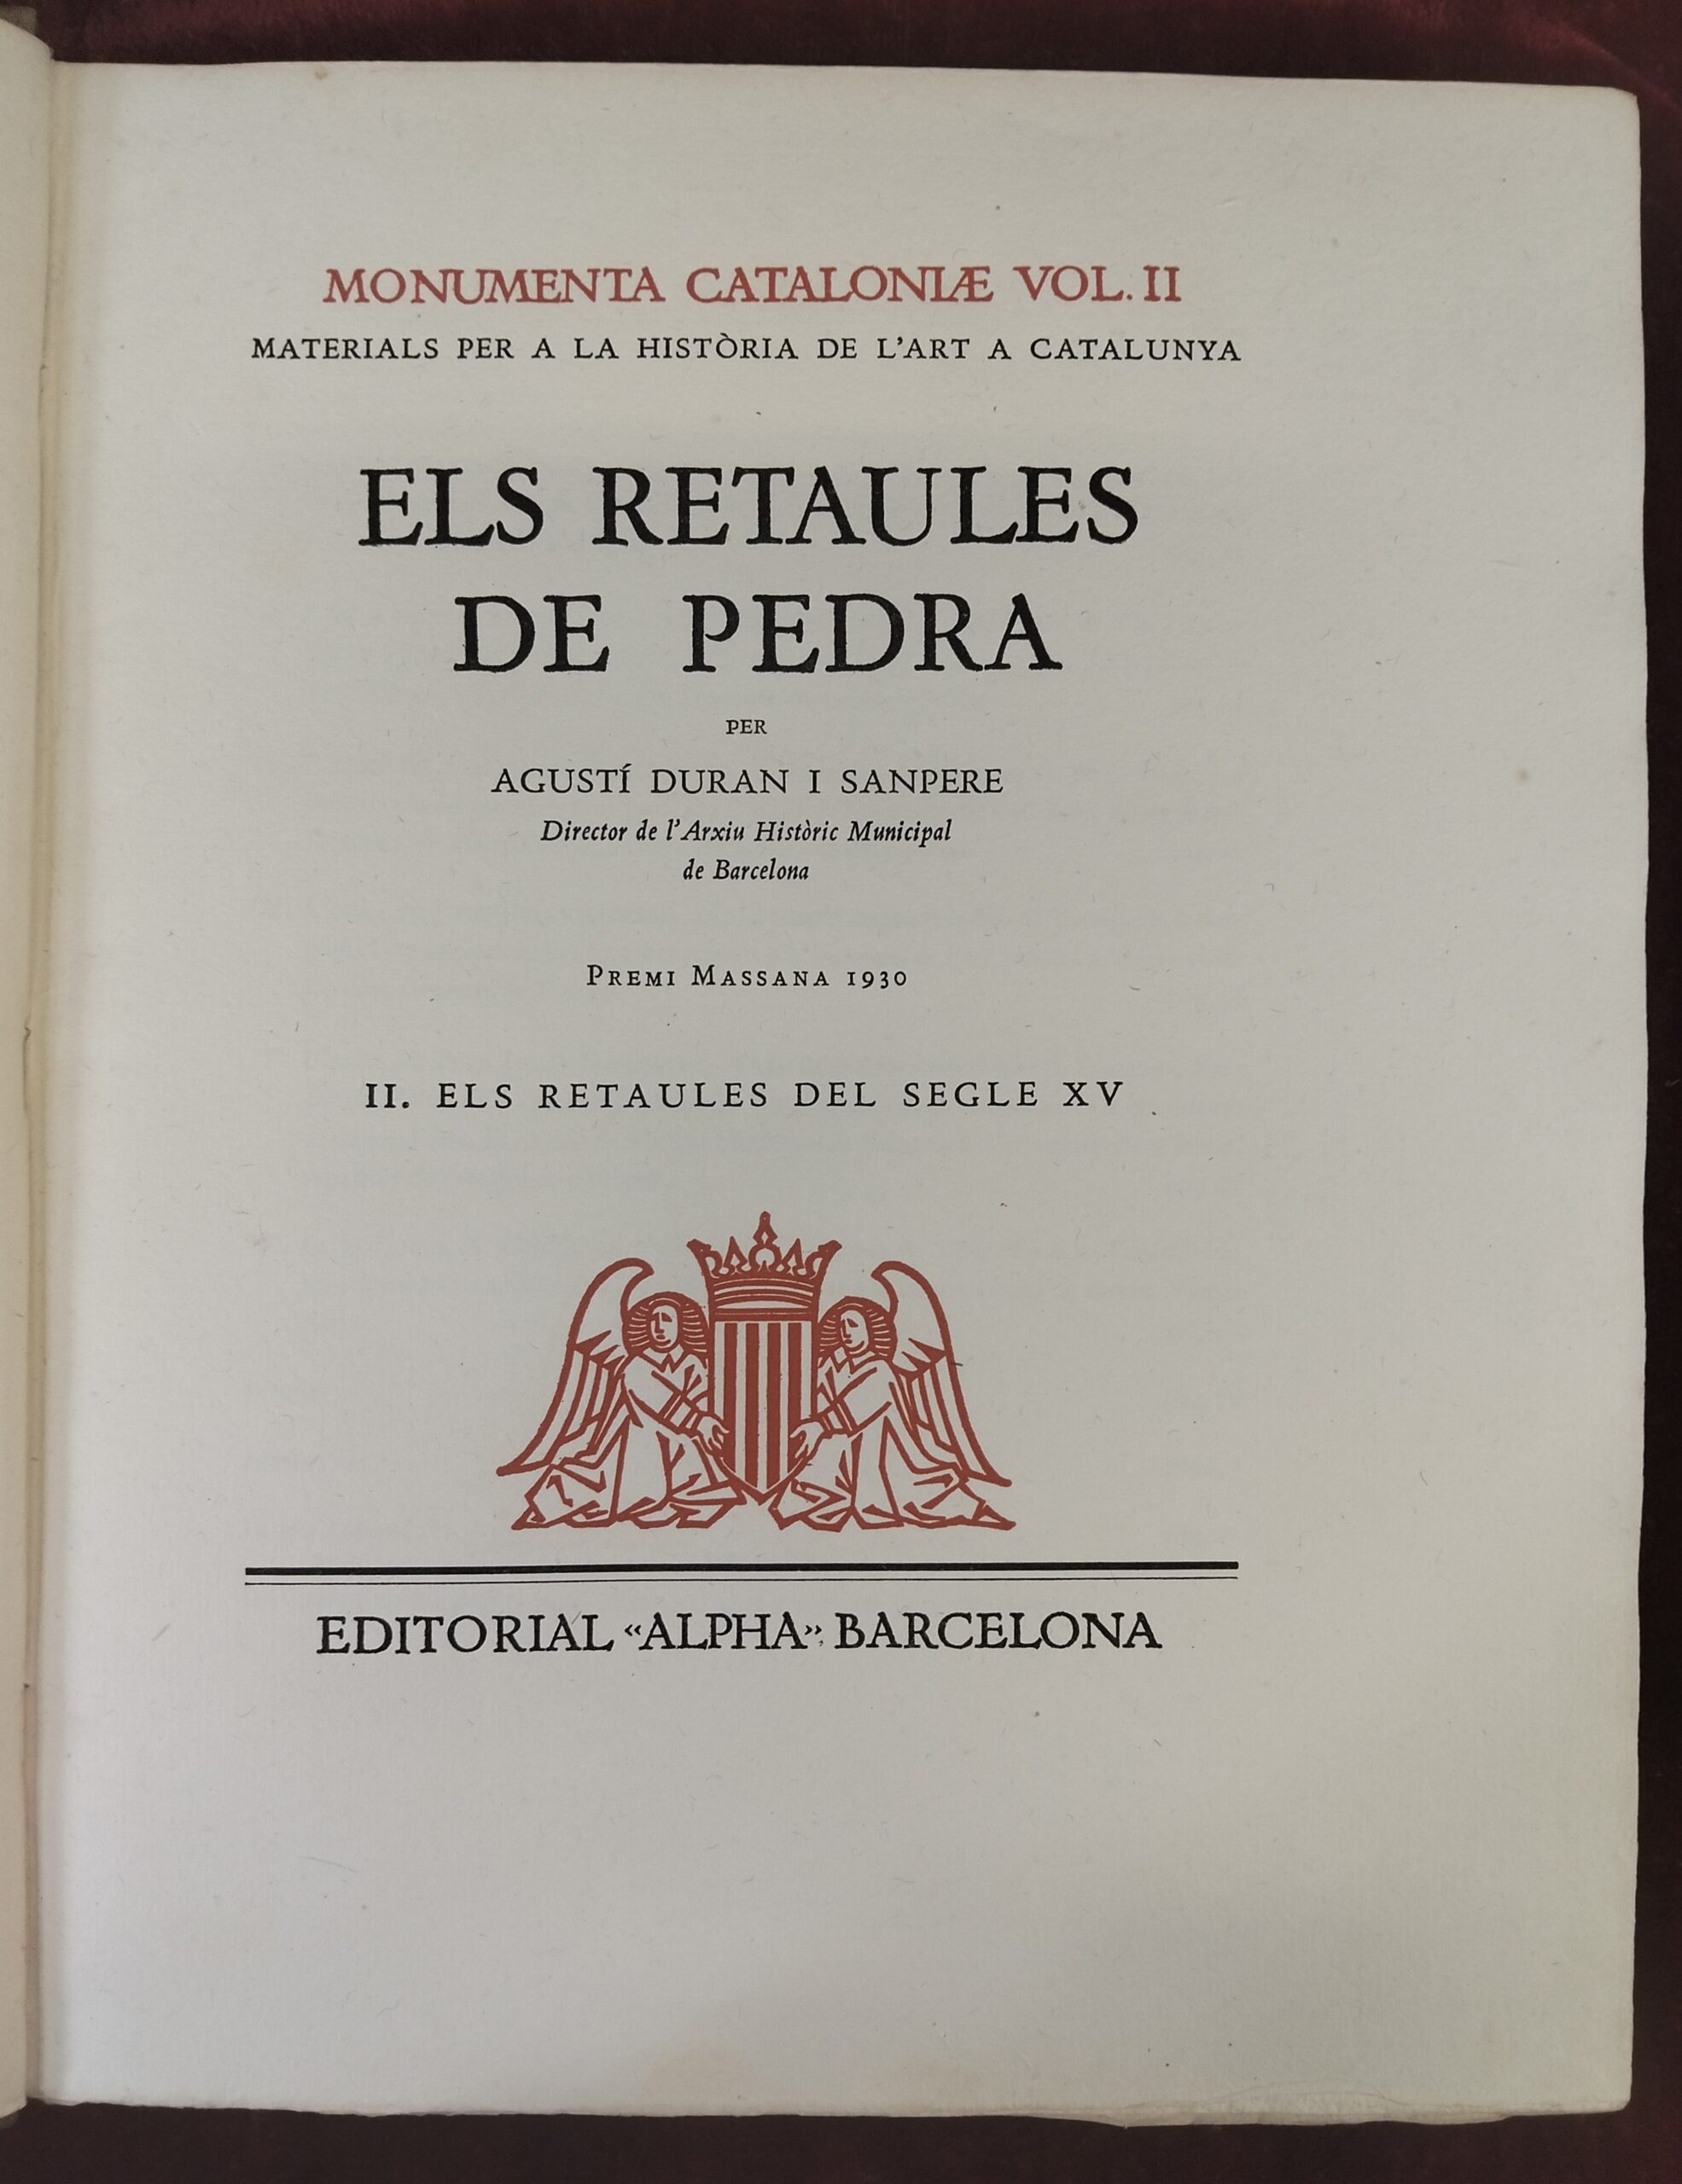 MONUMENTA CATALONIÆ VOL. II
MATERIALS PER A LA HISTÒRIA DE L'ART A CATALUNYA
ELS RETAULES
DE PEDRA
PER
AGUSTÍ DURAN I SANPERE
Director de l'Arxiu Històric Municipal
de Barcelona
PREMI MASSANA 1930
II. ELS RETAULES DEL SEGLE XV
EDITORIAL «ALPHA» BARCELONA